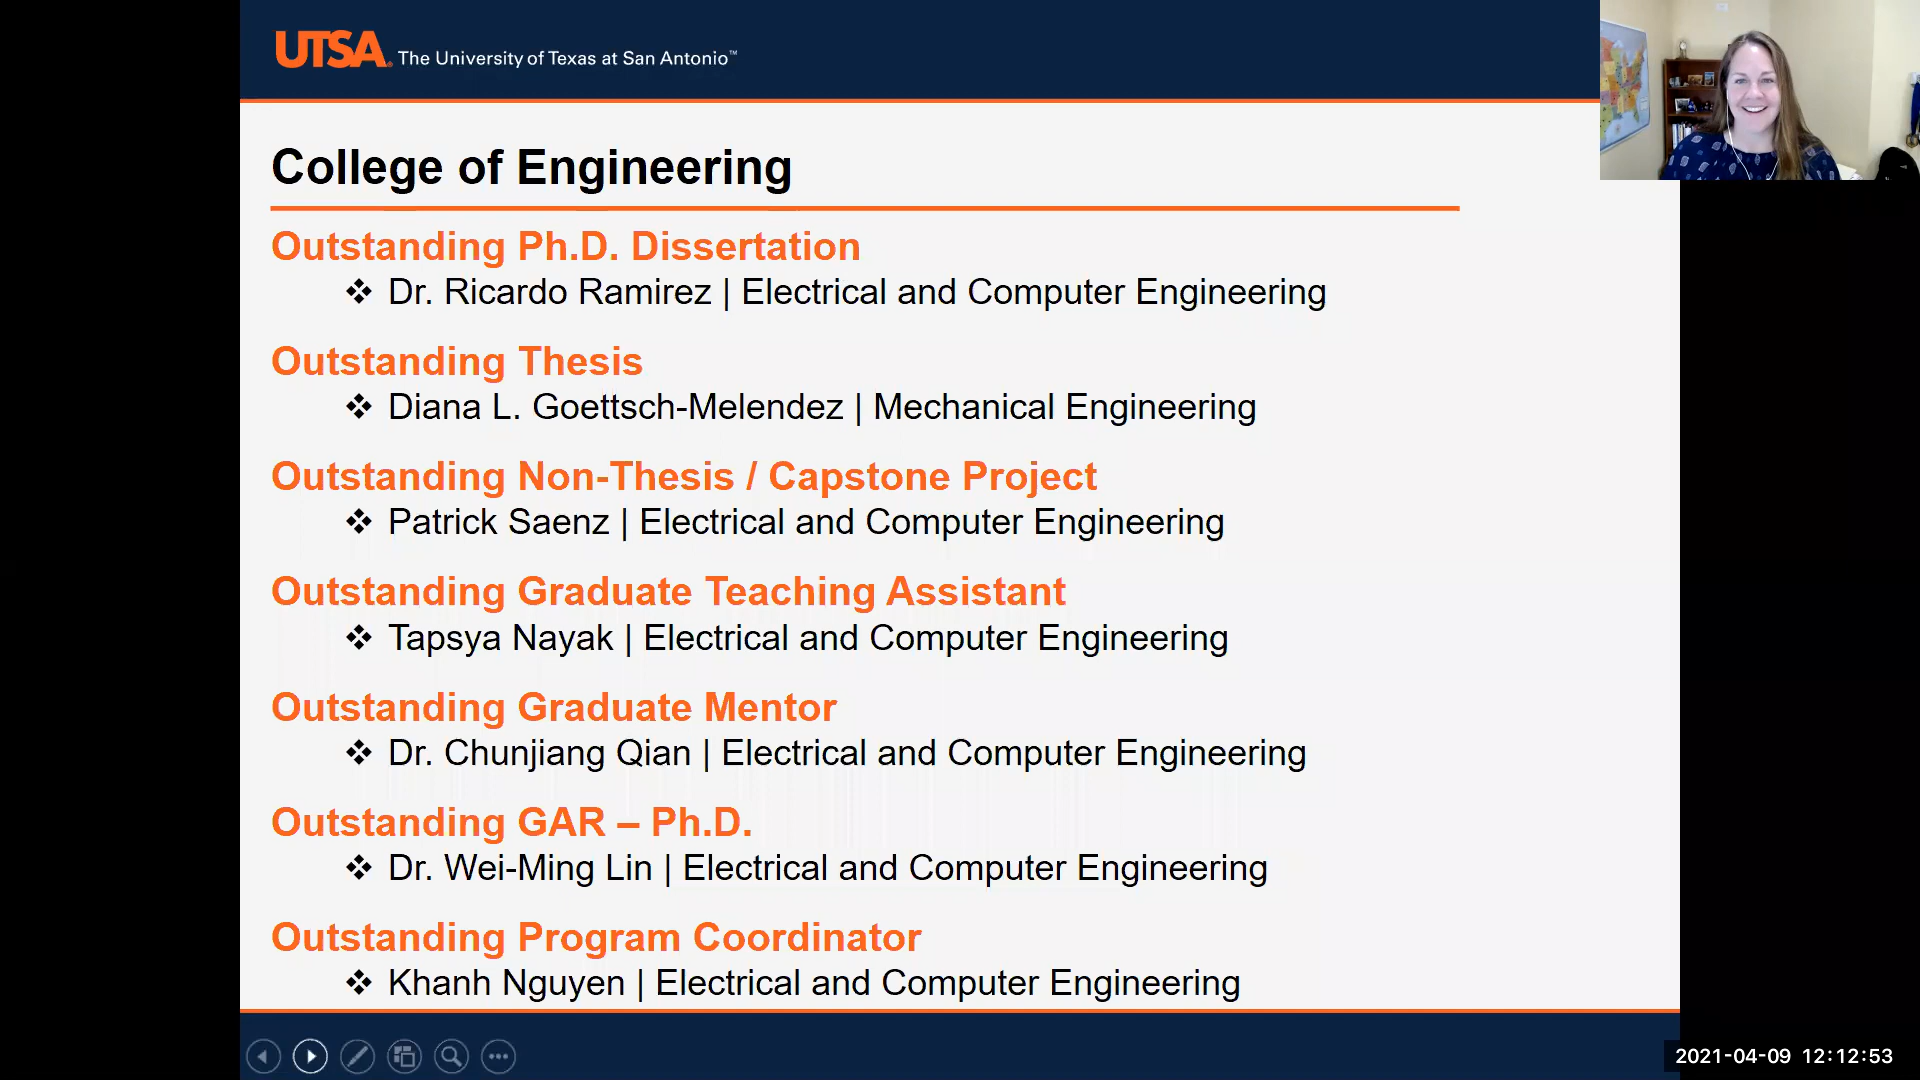 UTSA. The University of Texas at San Antonio™
College of Engineering
Outstanding Ph.D. Dissertation
❖ Dr. Ricardo Ramirez | Electrical and Computer Engineering
Outstanding Thesis
❖ Diana L. Goettsch-Melendez | Mechanical Engineering
Outstanding Non-Thesis / Capstone Project
❖ Patrick Saenz | Electrical and Computer Engineering
Outstanding Graduate Teaching Assistant
❖ Tapsya Nayak | Electrical and Computer Engineering
Outstanding Graduate Mentor
❖ Dr. Chunjiang Qian | Electrical and Computer Engineering
Outstanding GAR – Ph.D.
❖ Dr. Wei-Ming Lin | Electrical and Computer Engineering
Outstanding Program Coordinator
❖ Khanh Nguyen | Electrical and Computer Engineering
2021-04-09 12:12:53